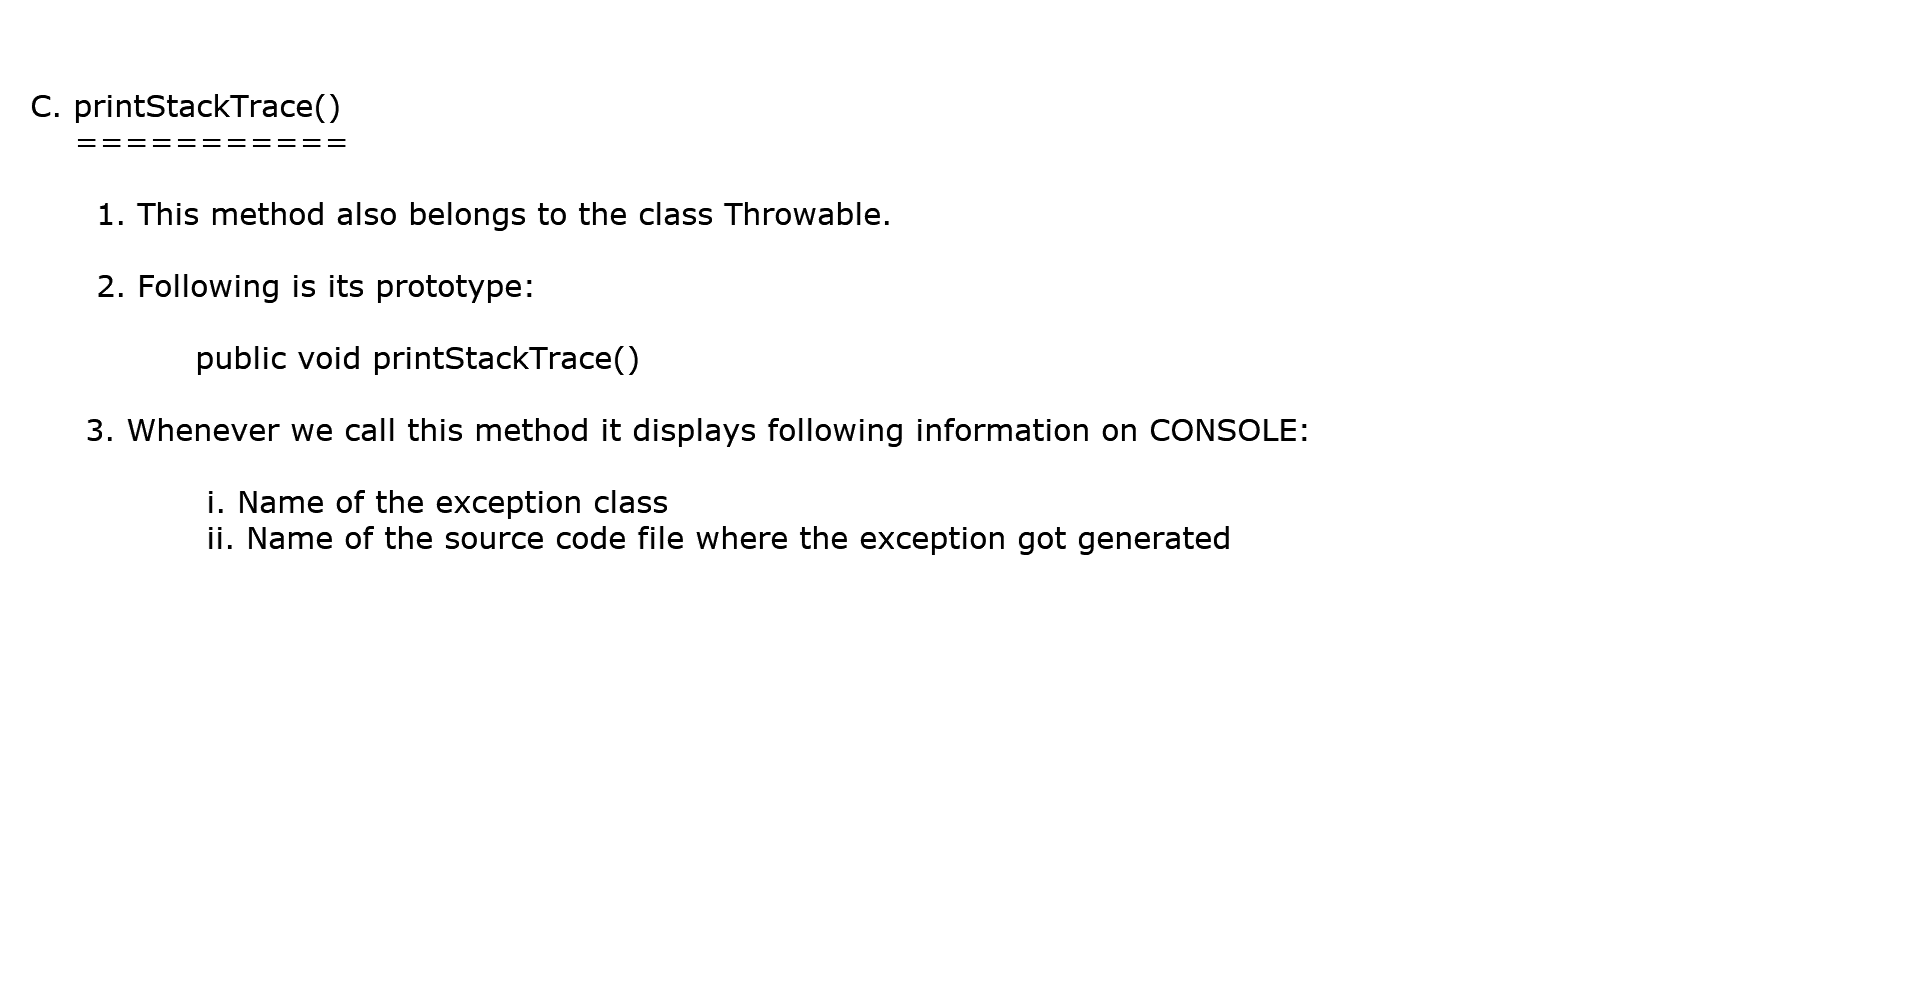 C. printStackTrace()
===========
1. This method also belongs to the class Throwable.
2. Following is its prototype:
public void printStackTrace()
3. Whenever we call this method it displays following information on CONSOLE:
i. Name of the exception class
ii. Name of the source code file where the exception got generated